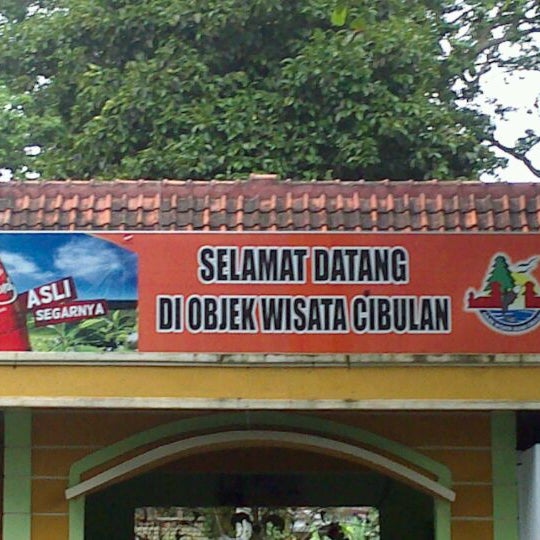 ASLI
SEGARNYA
SELAMAT DATANG
DI OBJEK WISATA CIBULAN